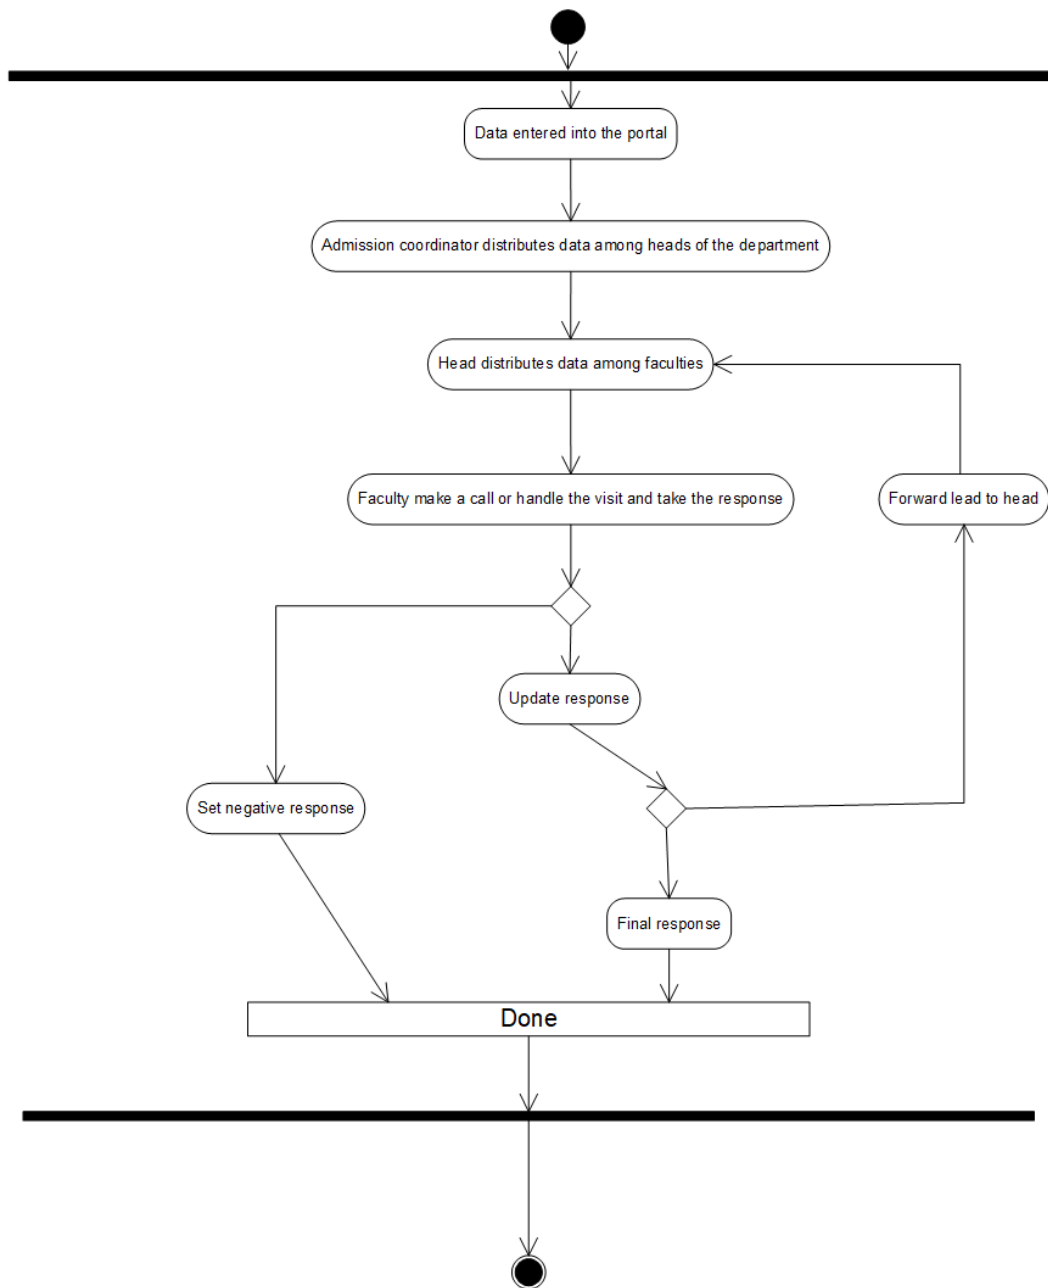 Data entered into the portal
Admission coordinator distributes data among heads of the department
Head distributes data among faculties
Faculty make a call or handle the visit and take the response
Forward lead to head
Update response
Set negative response
Final response
Done